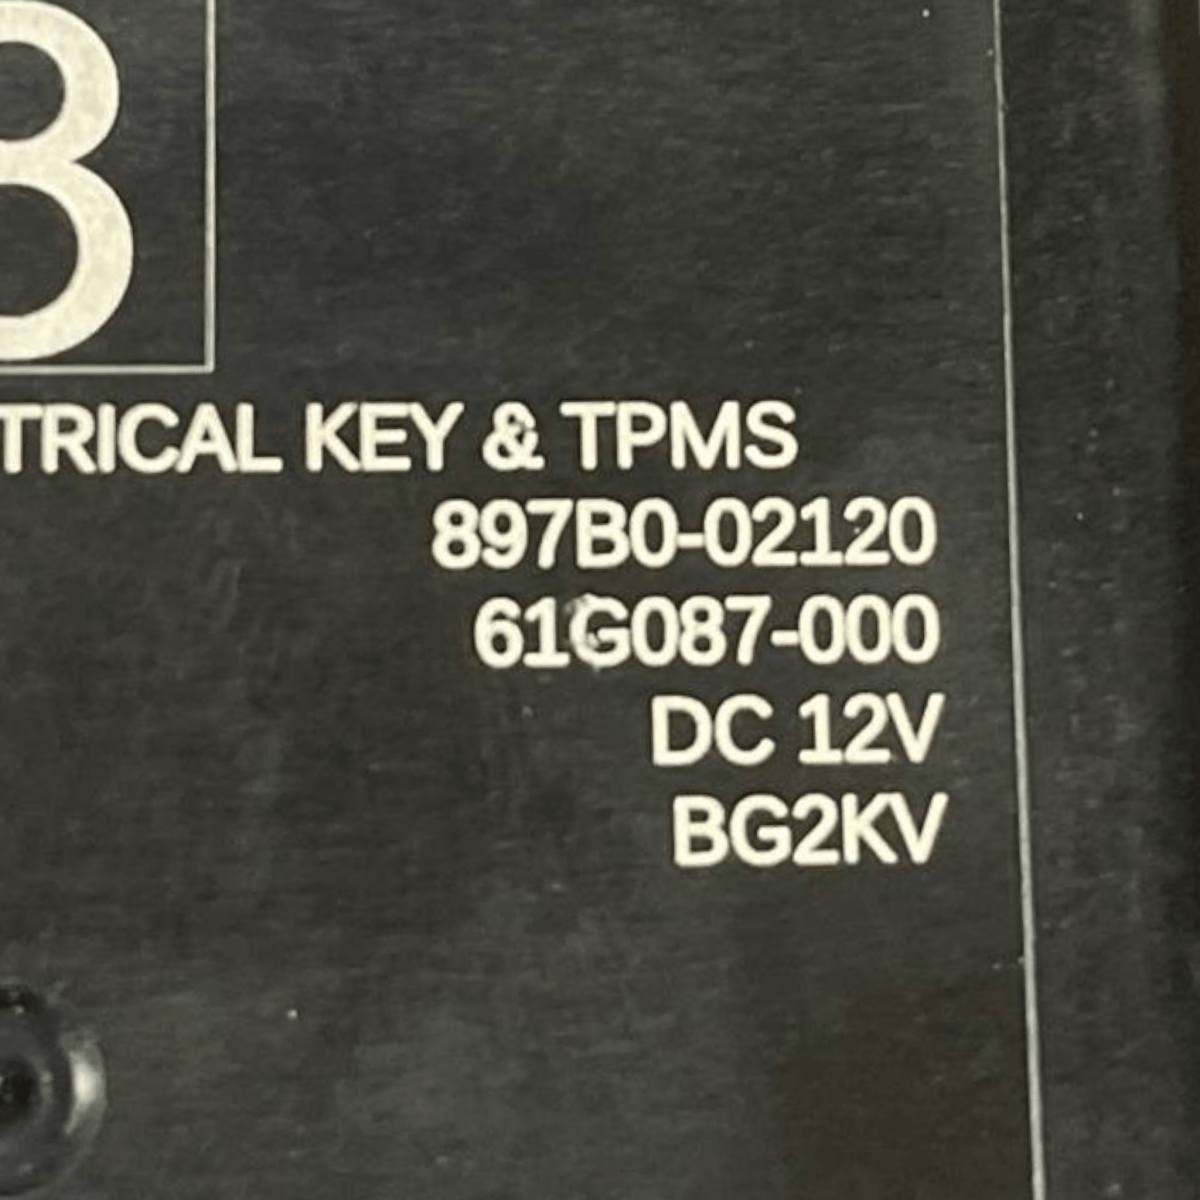 8
TRICAL KEY & TPMS
897B0-02120
61G087-000
DC 12V
BG2KV